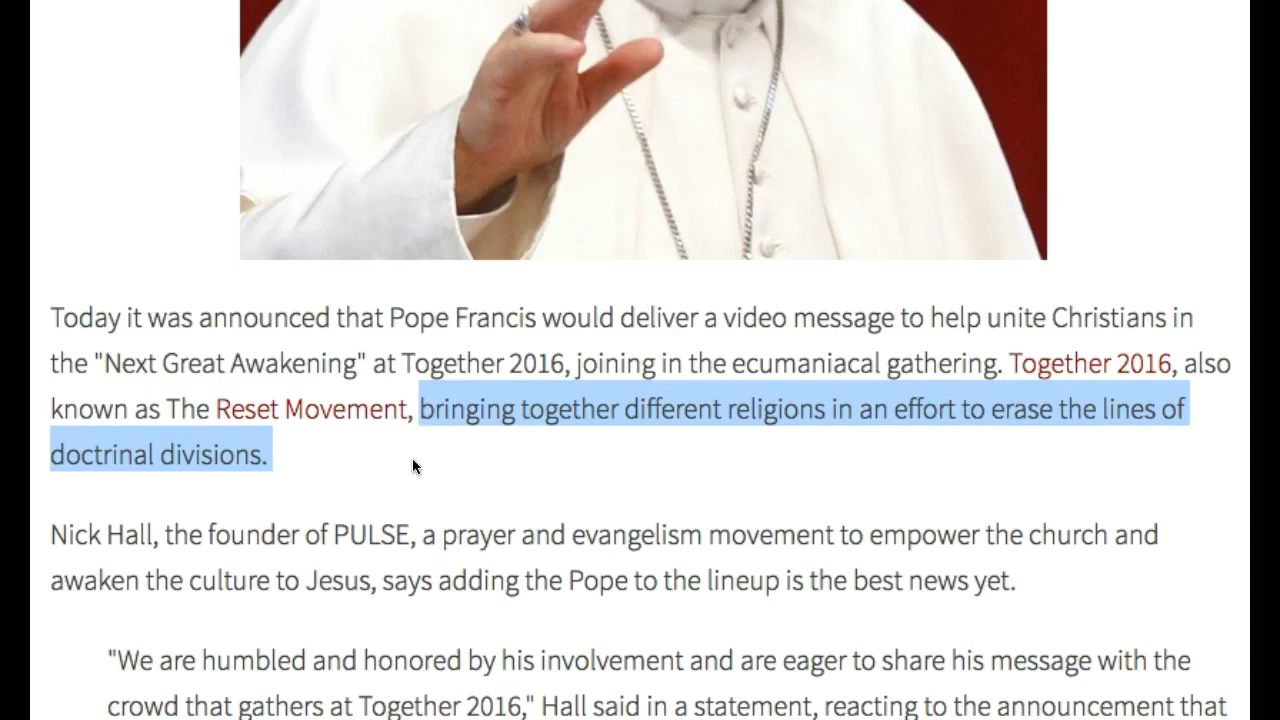 Today it was announced that Pope Francis would deliver a video message to help unite Christians in
the "Next Great Awakening" at Together 2016, joining in the ecumaniacal gathering. Together 2016, also
known as The Reset Movement, bringing together different religions in an effort to erase the lines of
doctrinal divisions.
Nick Hall, the founder of PULSE, a prayer and evangelism movement to empower the church and
awaken the culture to Jesus, says adding the Pope to the lineup is the best news yet.
"We are humbled and honored by his involvement and are eager to share his message with the
crowd that gathers at Together 2016," Hall said in a statement, reacting to the announcement that